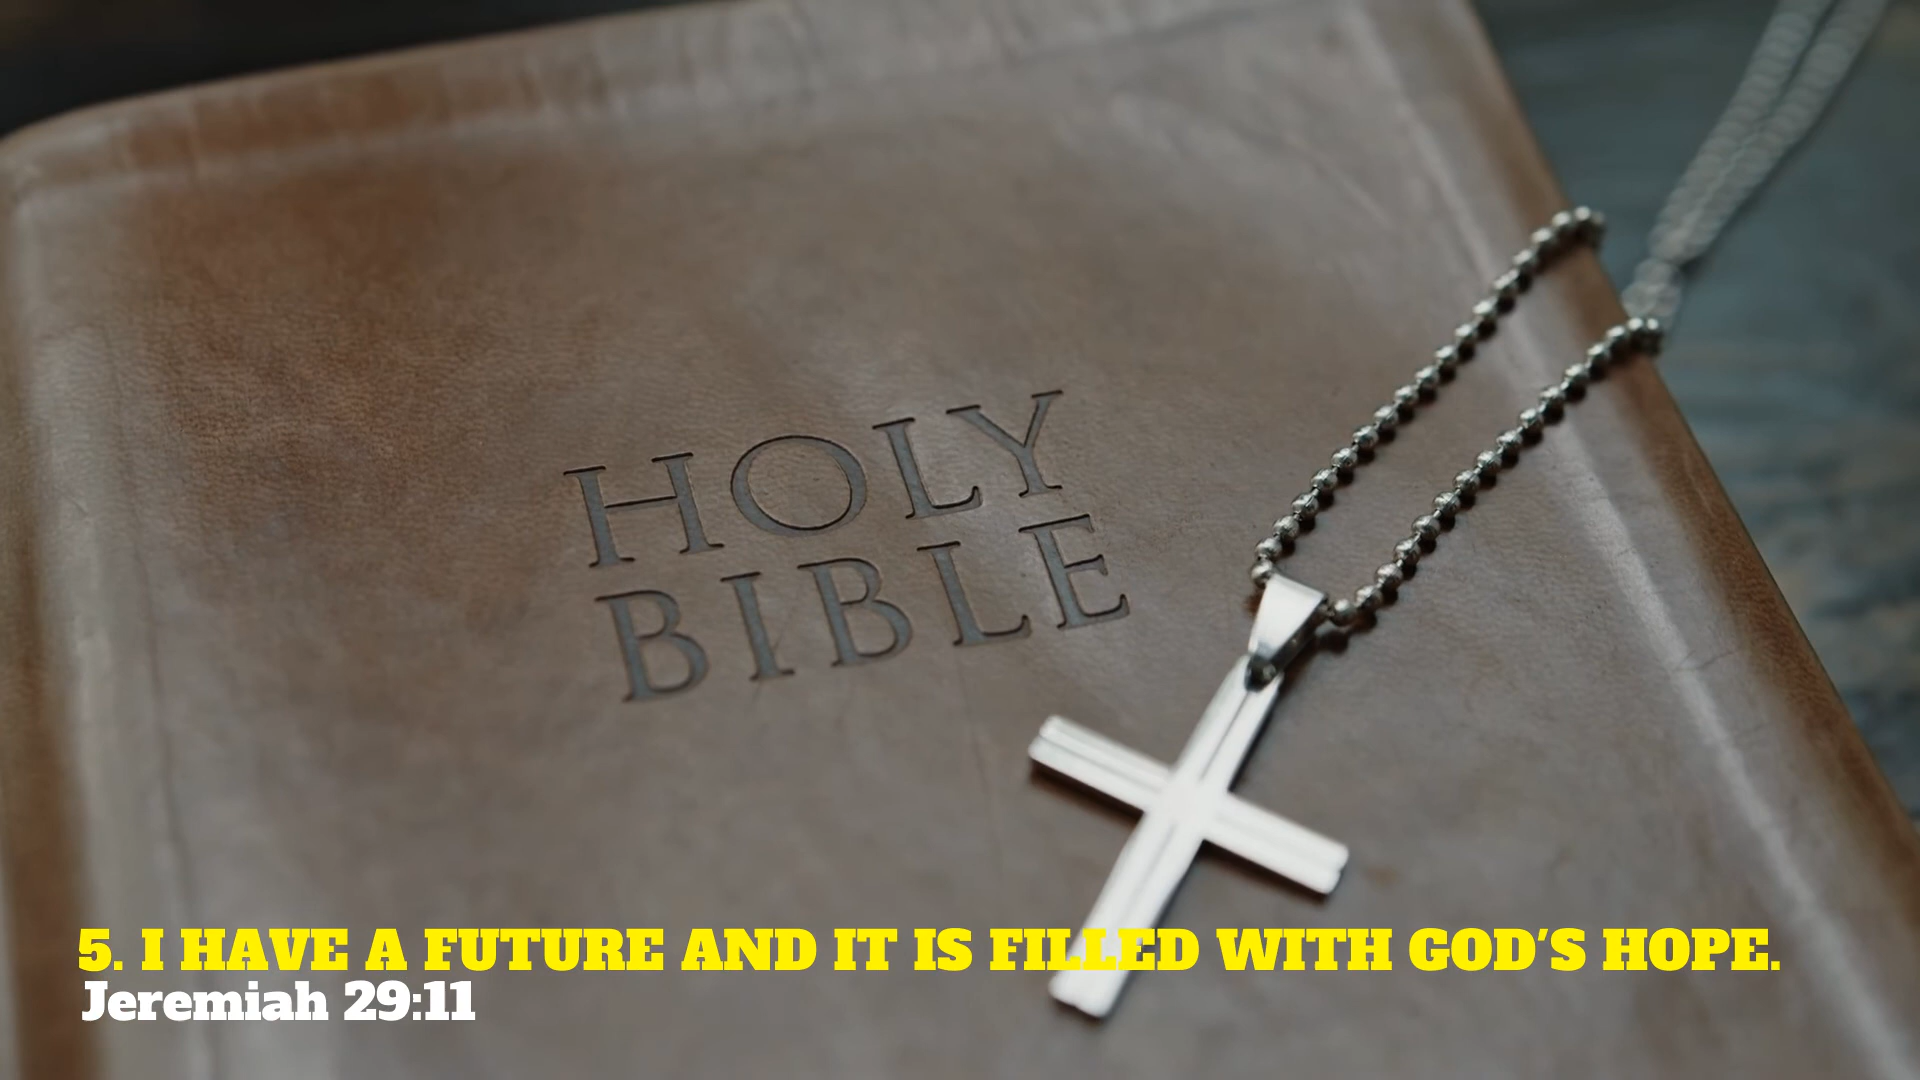 HOLY
BIBLE
5. I HAVE A FUTURE AND IT IS FILLED WITH GOD'S HOPE.
Jeremiah 29:11